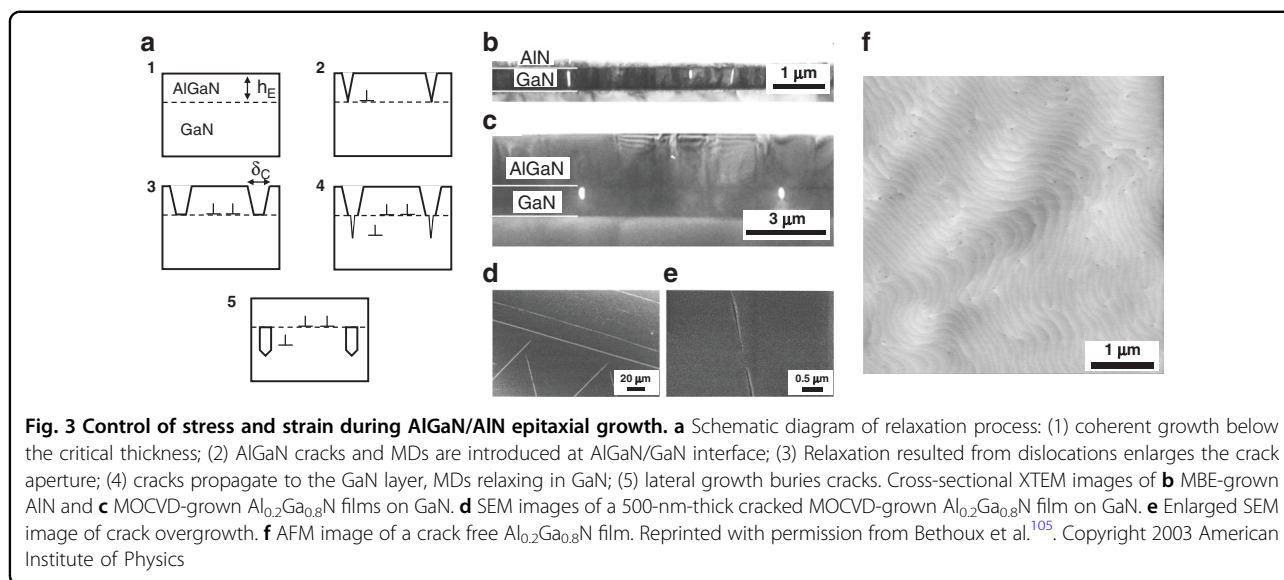 a
1
AlGaN
hE
GaN
2
3
δC
4
5
b
AlN
GaN
1 μm
c
AlGaN
GaN
3 μm
d
20 μm
e
0.5 μm
f
1 μm
Fig. 3 Control of stress and strain during AlGaN/AlN epitaxial growth. a Schematic diagram of relaxation process: (1) coherent growth below
the critical thickness; (2) AlGaN cracks and MDs are introduced at AlGaN/GaN interface; (3) Relaxation resulted from dislocations enlarges the crack
aperture; (4) cracks propagate to the GaN layer, MDs relaxing in GaN; (5) lateral growth buries cracks. Cross-sectional XTEM images of b MBE-grown
AlN and c MOCVD-grown Al0.2Ga0.8N films on GaN. d SEM images of a 500-nm-thick cracked MOCVD-grown Al0.2Ga0.8N film on GaN. e Enlarged SEM
image of crack overgrowth. f AFM image of a crack free Al0.2Ga0.8N film. Reprinted with permission from Bethoux et al.105. Copyright 2003 American
Institute of Physics